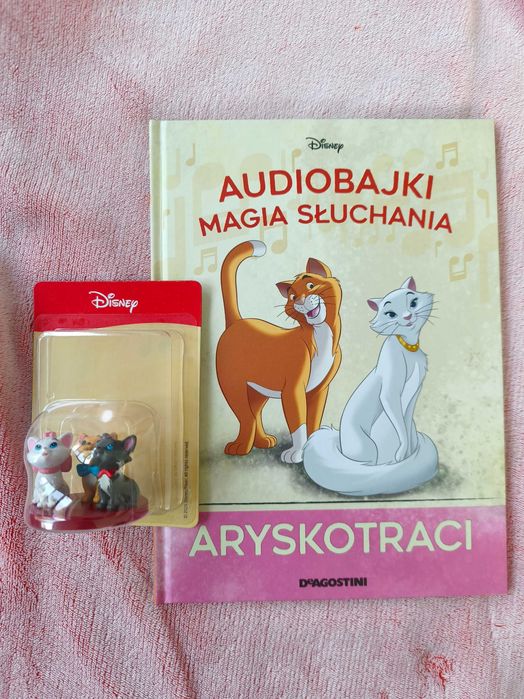 Disney
AUDIOBAJKI
MAGIA SŁUCHANIA
ARYSKOTRACI
DeAGOSTINI
Disney